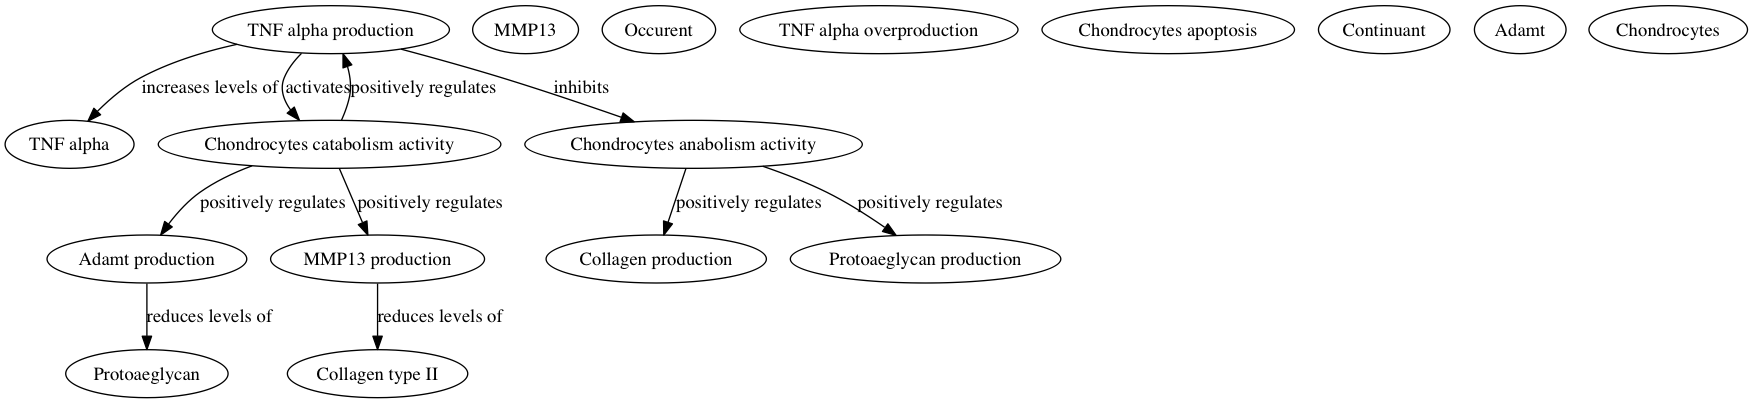 TNF alpha production
MMP13
Occurent
TNF alpha overproduction
Chondrocytes apoptosis
Continuant
Adamt
Chondrocytes
increases levels of
activates
positively regulates
inhibits
TNF alpha
Chondrocytes catabolism activity
Chondrocytes anabolism activity
positively regulates
positively regulates
positively regulates
positively regulates
Adamt production
MMP13 production
Collagen production
Protoaeglycan production
reduces levels of
reduces levels of
Protoaeglycan
Collagen type II